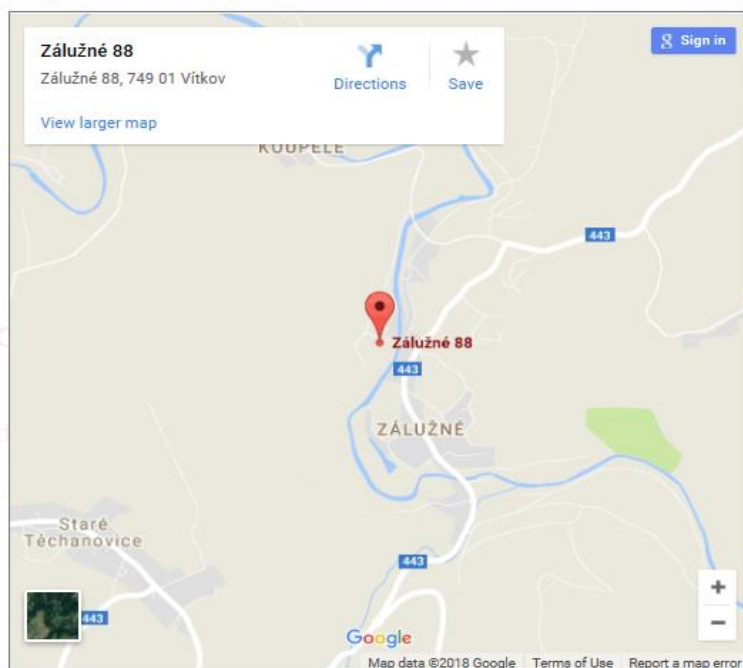 Zálužné 88
Zálužné 88, 749 01 Vítkov
Directions
Save
View larger map
Sign in
KOUPELE
443
Zálužné 88
443
ZÁLUŽNÉ
Staré
Těchanovice
443
443
Google
Map data ©2018 Google
Terms of Use
Report a map error